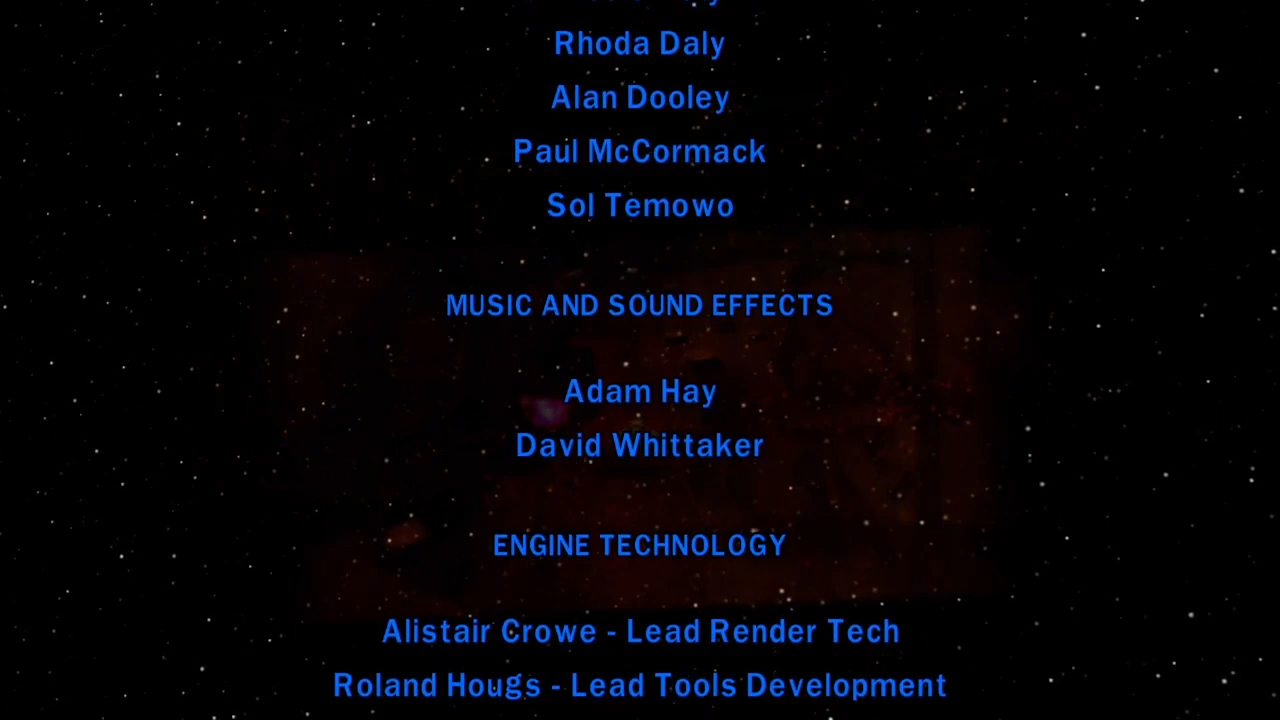 Rhoda Daly
Alan Dooley
Paul McCormack
Sol Temowo
MUSIC AND SOUND EFFECTS
Adam Hay
David Whittaker
ENGINE TECHNOLOGY
Alistair Crowe - Lead Render Tech
Roland Hougs - Lead Tools Development